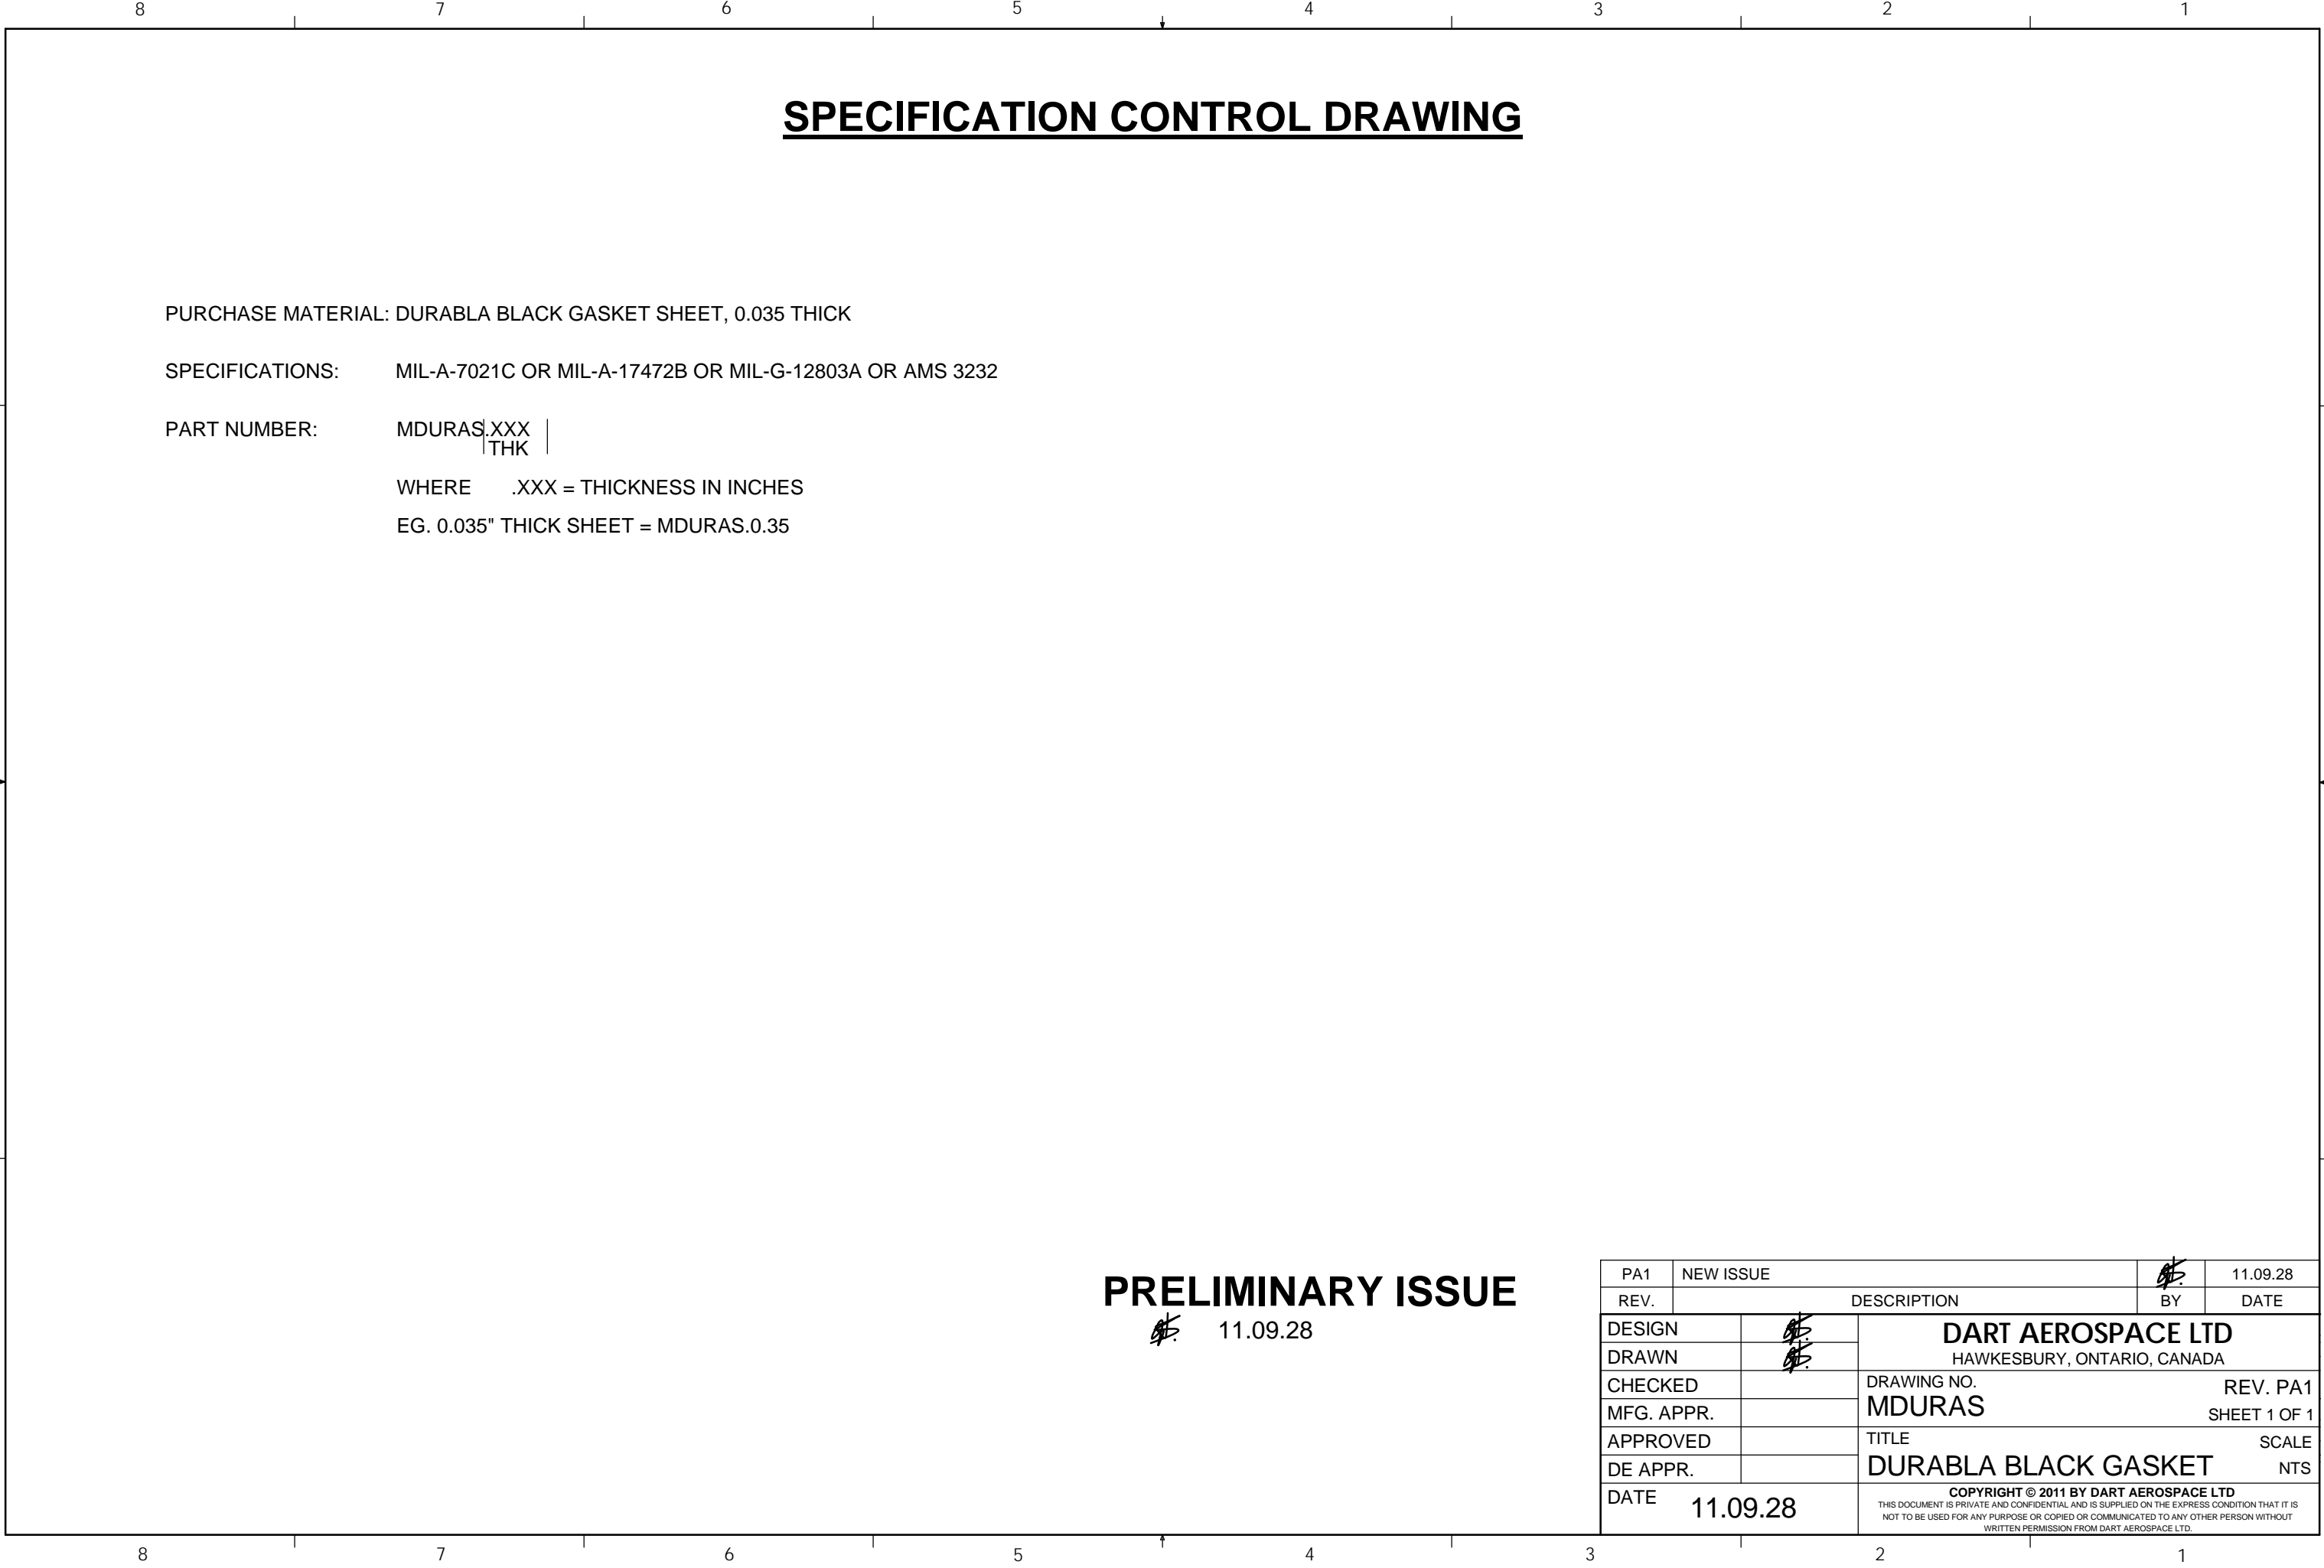 8 7 6 5 4 3 2 1
SPECIFICATION CONTROL DRAWING
PURCHASE MATERIAL: DURABLA BLACK GASKET SHEET, 0.035 THICK
SPECIFICATIONS: MIL-A-7021C OR MIL-A-17472B OR MIL-G-12803A OR AMS 3232
PART NUMBER: MDURAS.XXX
THK
WHERE .XXX = THICKNESS IN INCHES
EG. 0.035" THICK SHEET = MDURAS.0.35
PRELIMINARY ISSUE
11.09.28
PA1 NEW ISSUE 11.09.28
REV. DESCRIPTION BY DATE
DESIGN
DRAWN
CHECKED
MFG. APPR.
APPROVED
DE APPR.
DATE 11.09.28
DART AEROSPACE LTD
HAWKESBURY, ONTARIO, CANADA
DRAWING NO. REV. PA1
MDURAS SHEET 1 OF 1
TITLE SCALE
DURABLA BLACK GASKET NTS
COPYRIGHT © 2011 BY DART AEROSPACE LTD
THIS DOCUMENT IS PRIVATE AND CONFIDENTIAL AND IS SUPPLIED ON THE EXPRESS CONDITION THAT IT IS
NOT TO BE USED FOR ANY PURPOSE OR COPIED OR COMMUNICATED TO ANY OTHER PERSON WITHOUT
WRITTEN PERMISSION FROM DART AEROSPACE LTD.
8 7 6 5 4 3 2 1